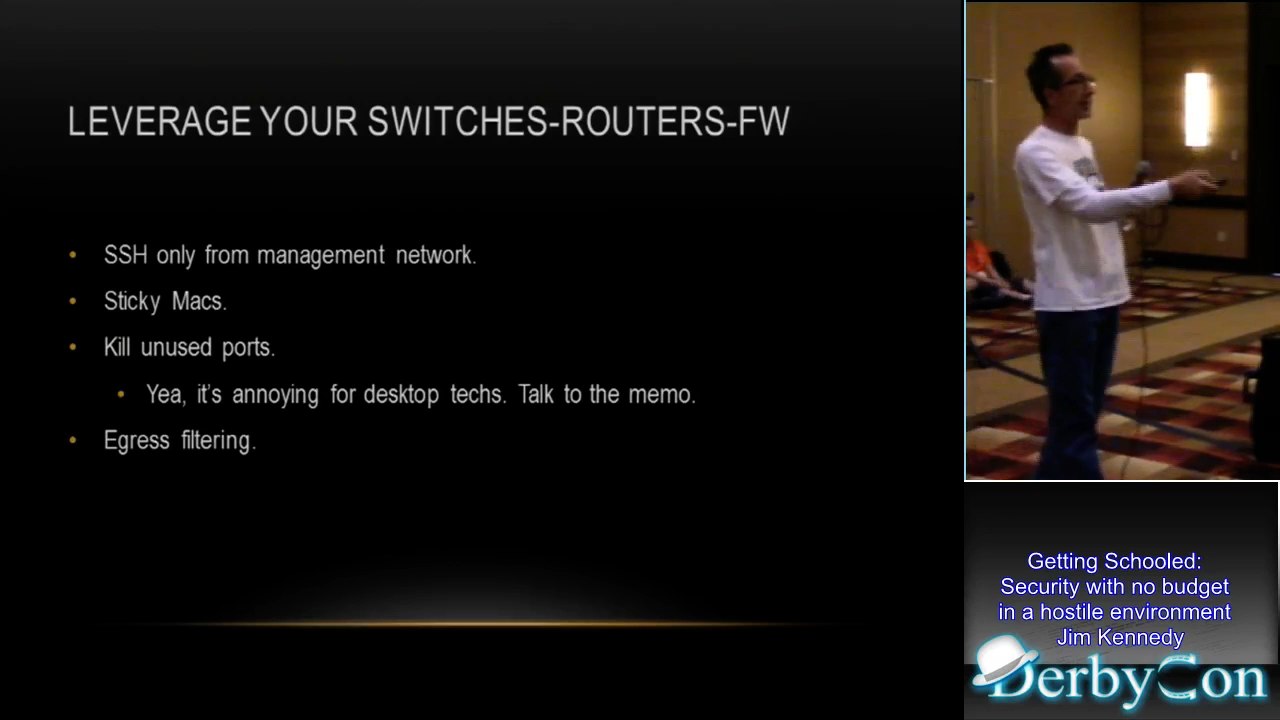 LEVERAGE YOUR SWITCHES-ROUTERS-FW
• SSH only from management network.
• Sticky Macs.
• Kill unused ports.
• Yea, it's annoying for desktop techs. Talk to the memo.
• Egress filtering.
Getting Schooled:
Security with no budget
in a hostile environment
Jim Kennedy
DerbyCon